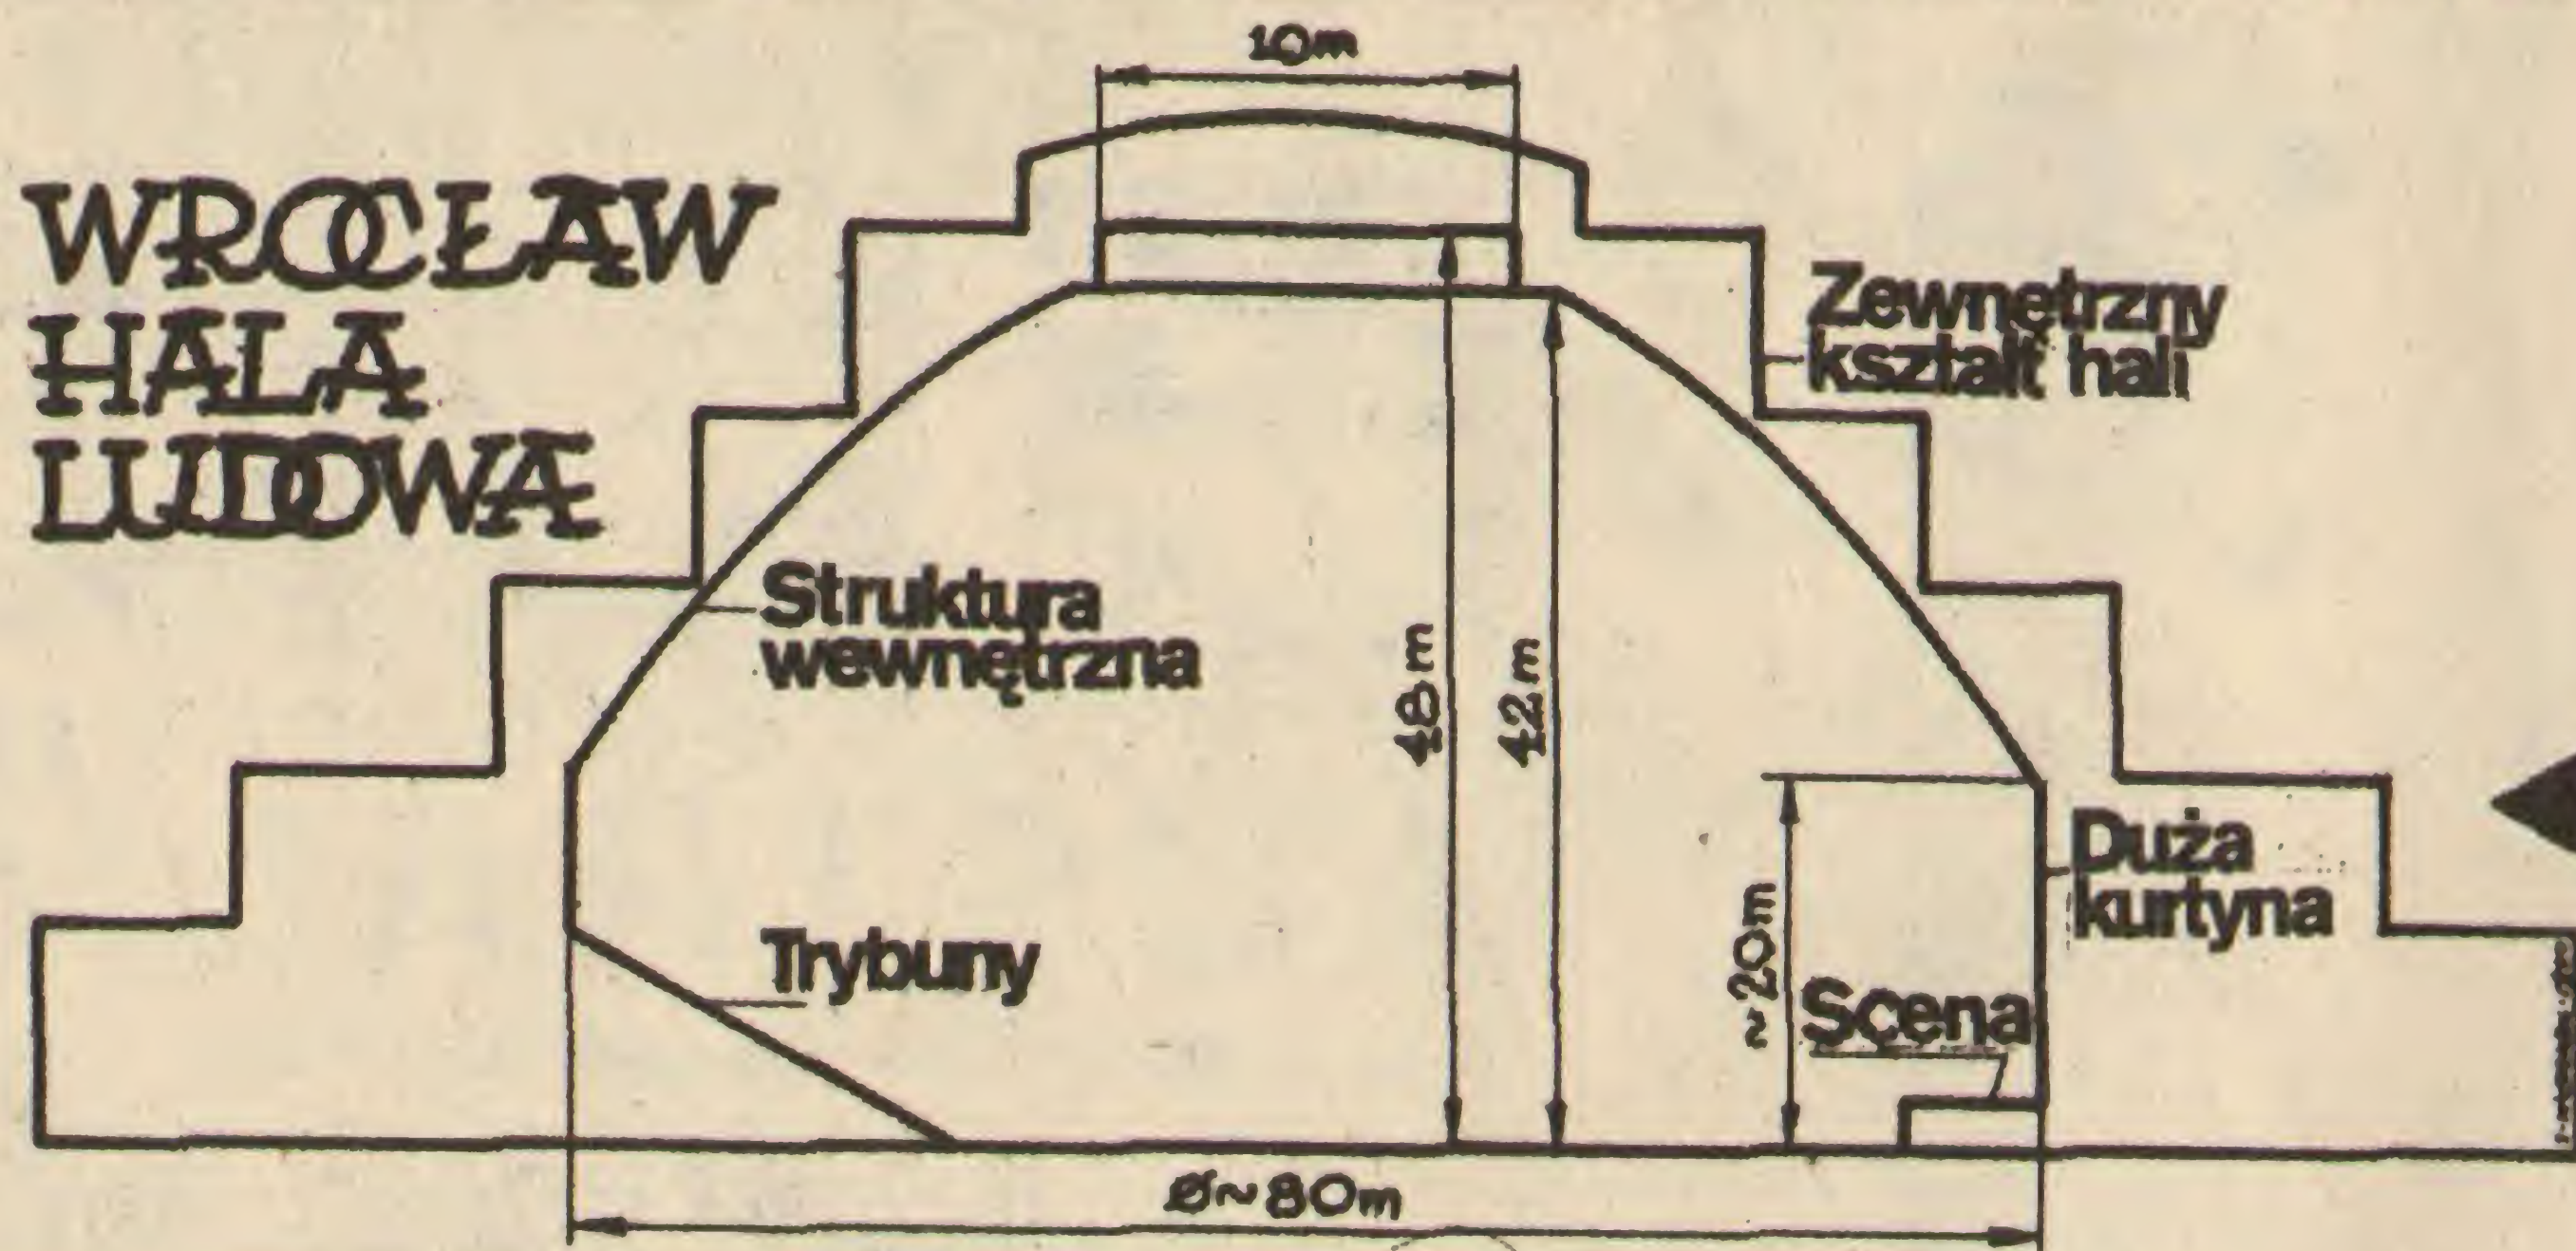 10m
WROCŁAW
HALA
LUDOWA
Zewnętrzny
kształt hali
Struktura
wewnętrzna
48m
42m
Duża
kurtyna
Trybuny
~20m
Scena
ø~80m